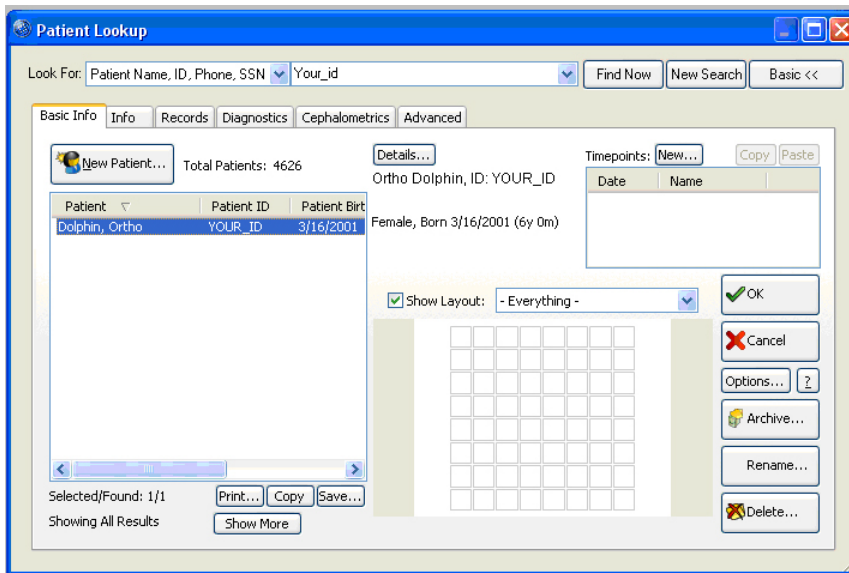 Patient Lookup
Look For: Patient Name, ID, Phone, SSN Your_id Find Now New Search Basic <<
Basic Info Info Records Diagnostics Cephalometrics Advanced
New Patient... Total Patients: 4626
Patient Patient ID Patient Birt
Dolphin, Ortho YOUR_ID 3/16/2001
Selected/Found: 1/1 Print... Copy Save...
Showing All Results Show More
Details...
Ortho Dolphin, ID: YOUR_ID
Female, Born 3/16/2001 (6y 0m)
Timepoints: New... Copy Paste
Date Name
Show Layout: - Everything -
OK
Cancel
Options... ?
Archive...
Rename...
Delete...